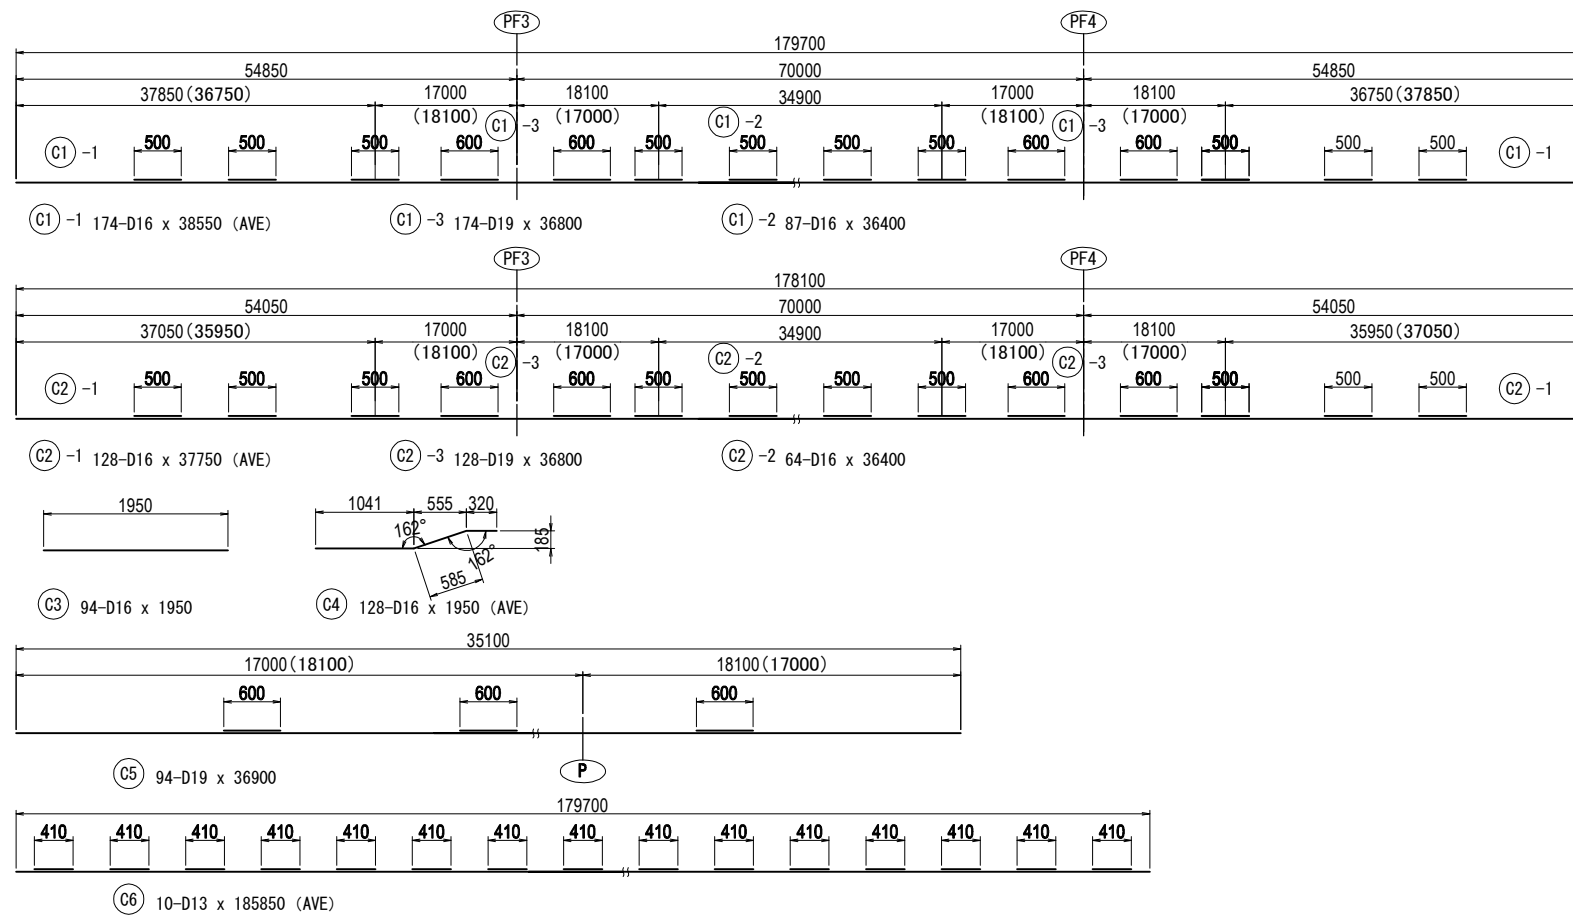 PF3 PF4
179700
54850 70000 54850
37850(36750) 17000 18100 34900 17000 18100 36750(37850)
(18100) (17000) (18100) (17000)
C1 -3 C1 -2 C1 -3
C1 -1 500 500 500 600 600 500 500 500 500 600 600 500 500 500 C1 -1
C1 -1 174-D16 x 38550 (AVE) C1 -3 174-D19 x 36800 C1 -2 87-D16 x 36400
PF3 PF4
178100
54050 70000 54050
37050(35950) 17000 18100 34900 17000 18100 35950(37050)
(18100) (17000) (18100) (17000)
C2 -3 C2 -2 C2 -3
C2 -1 500 500 500 600 600 500 500 500 500 600 600 500 500 500 C2 -1
C2 -1 128-D16 x 37750 (AVE) C2 -3 128-D19 x 36800 C2 -2 64-D16 x 36400
1950 1041 555 320
162° 185
162°
585
C3 94-D16 x 1950 C4 128-D16 x 1950 (AVE)
35100
17000(18100) 18100(17000)
600 600 600
C5 94-D19 x 36900 P
179700
410 410 410 410 410 410 410 410 410 410 410 410 410 410 410
C6 10-D13 x 185850 (AVE)